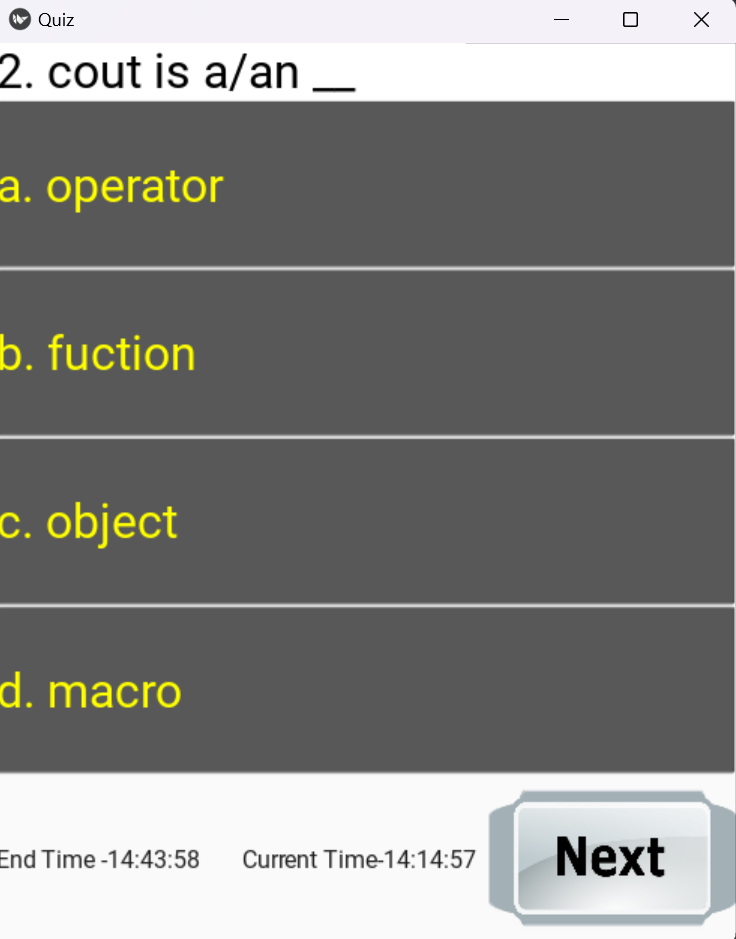 Quiz
2. cout is a/an __
a. operator
b. fuction
c. object
d. macro
End Time -14:43:58 Current Time-14:14:57 Next